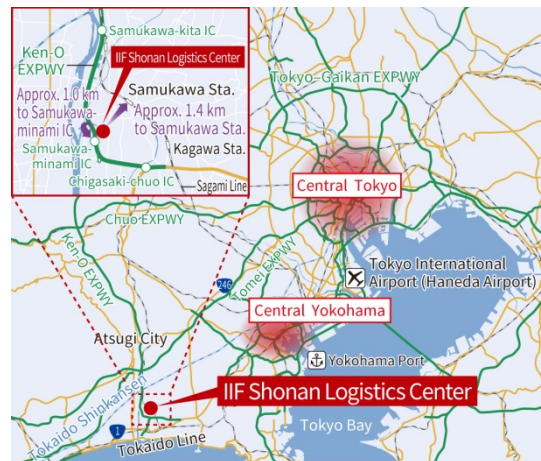 Samukawa-kita IC
Ken-O
EXPWY
IIF Shonan Logistics Center
Samukawa Sta.
Approx. 1.0 km
to Samukawa-
minami IC
Approx. 1.4 km
to Samukawa Sta.
Samukawa-
minami IC
Kagawa Sta.
Chigasaki-chuo IC
Sagami Line
Tokyo-Gaikan EXPWY
Central Tokyo
Chuo EXPWY
Ken-O EXPWY
246
Tomei EXPWY
Tokyo International
Airport (Haneda Airport)
Central Yokohama
Atsugi City
Yokohama Port
IIF Shonan Logistics Center
Tokaido Shinkansen
1
Tokaido Line
Tokyo Bay